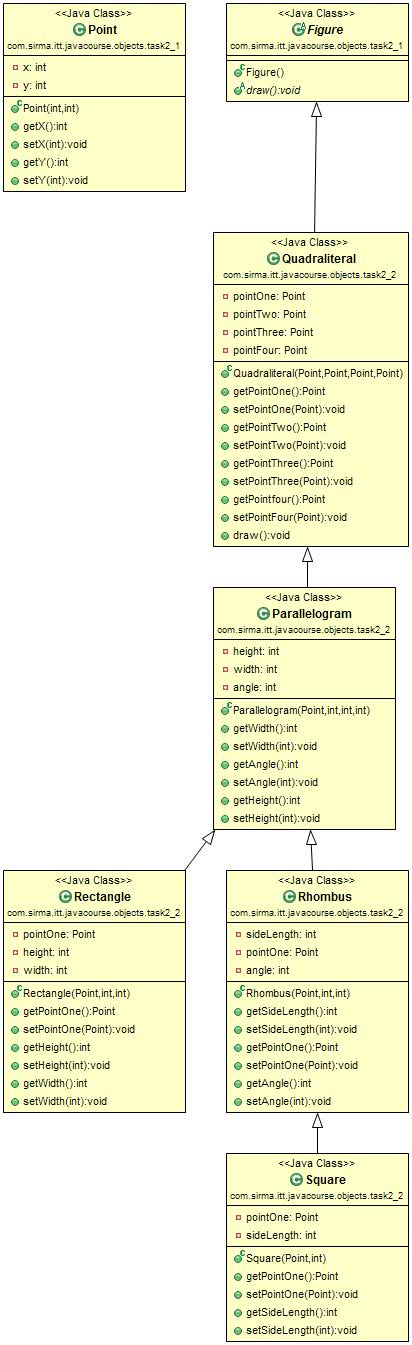 <<Java Class>>
Point
com.sirma.itt.javacourse.objects.task2_1
x: int
y: int
Point(int,int)
getX():int
setX(int):void
getY():int
setY(int):void
<<Java Class>>
Figure
com.sirma.itt.javacourse.objects.task2_1
Figure()
draw():void
<<Java Class>>
Quadraliteral
com.sirma.itt.javacourse.objects.task2_2
pointOne: Point
pointTwo: Point
pointThree: Point
pointFour: Point
Quadraliteral(Point,Point,Point,Point)
getPointOne():Point
setPointOne(Point):void
getPointTwo():Point
setPointTwo(Point):void
getPointThree():Point
setPointThree(Point):void
getPointfour():Point
setPointFour(Point):void
draw():void
<<Java Class>>
Parallelogram
com.sirma.itt.javacourse.objects.task2_2
height: int
width: int
angle: int
Parallelogram(Point,int,int,int)
getWidth():int
setWidth(int):void
getAngle():int
setAngle(int):void
getHeight():int
setHeight(int):void
<<Java Class>>
Rectangle
com.sirma.itt.javacourse.objects.task2_2
pointOne: Point
height: int
width: int
Rectangle(Point,int,int)
getPointOne():Point
setPointOne(Point):void
getHeight():int
setHeight(int):void
getWidth():int
setWidth(int):void
<<Java Class>>
Rhombus
com.sirma.itt.javacourse.objects.task2_2
sideLength: int
pointOne: Point
angle: int
Rhombus(Point,int,int)
getSideLength():int
setSideLength(int):void
getPointOne():Point
setPointOne(Point):void
getAngle():int
setAngle(int):void
<<Java Class>>
Square
com.sirma.itt.javacourse.objects.task2_2
pointOne: Point
sideLength: int
Square(Point,int)
getPointOne():Point
setPointOne(Point):void
getSideLength():int
setSideLength(int):void